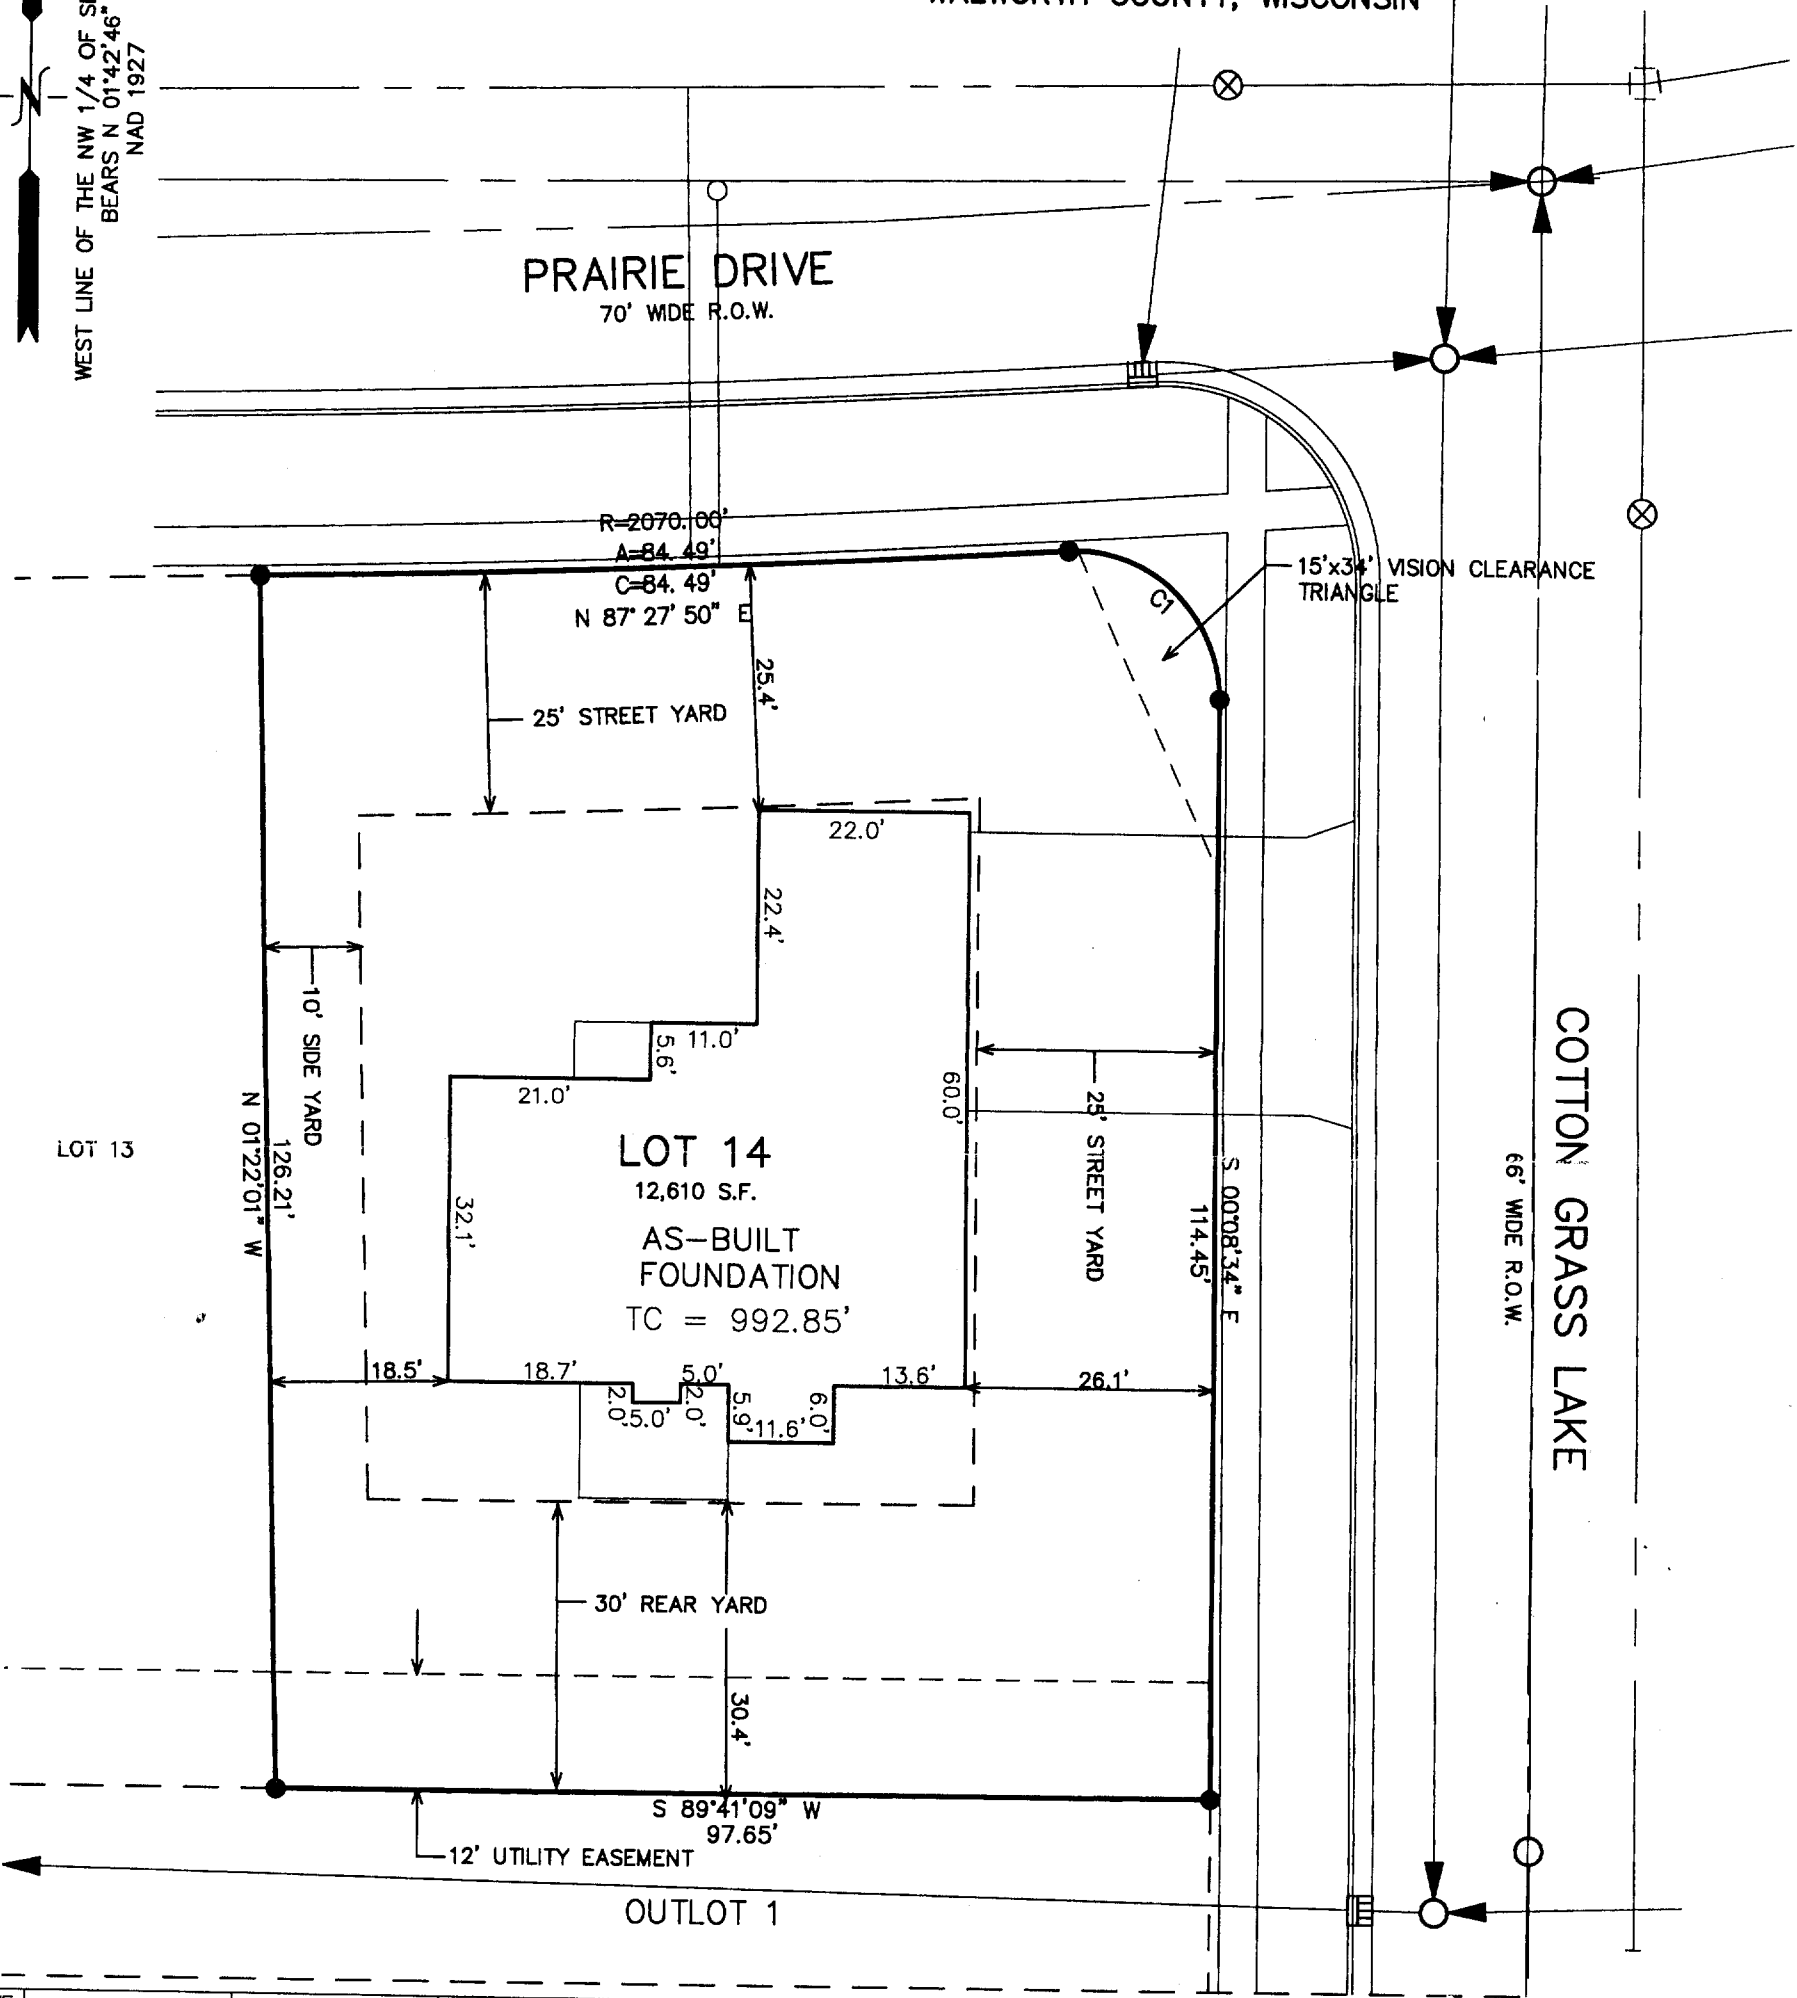 WALWORTH COUNTY, WISCONSIN
N
WEST LINE OF THE NW 1/4 OF
BEARS N 01°42'46"
NAD 1927
PRAIRIE DRIVE
70' WIDE R.O.W.
R=2070.00'
A=84.49'
C=84.49'
N 87°27'50" E
C1
15'x34' VISION CLEARANCE
TRIANGLE
25' STREET YARD
25.4'
22.0'
22.4'
10' SIDE YARD
11.0'
5.6'
21.0'
60.0'
25' STREET YARD
LOT 13
N 01°22'01" W
126.21'
LOT 14
12,610 S.F.
AS-BUILT
FOUNDATION
TC = 992.85'
32.1'
S 00°08'34" E
114.45'
COTTON GRASS LAKE
66' WIDE R.O.W.
18.5'
18.7'
5.0'
13.6'
26.1'
2.0'
5.0'
2.0'
5.9'
11.6'
6.0'
30' REAR YARD
30.4'
S 89°41'09" W
97.65'
12' UTILITY EASEMENT
OUTLOT 1